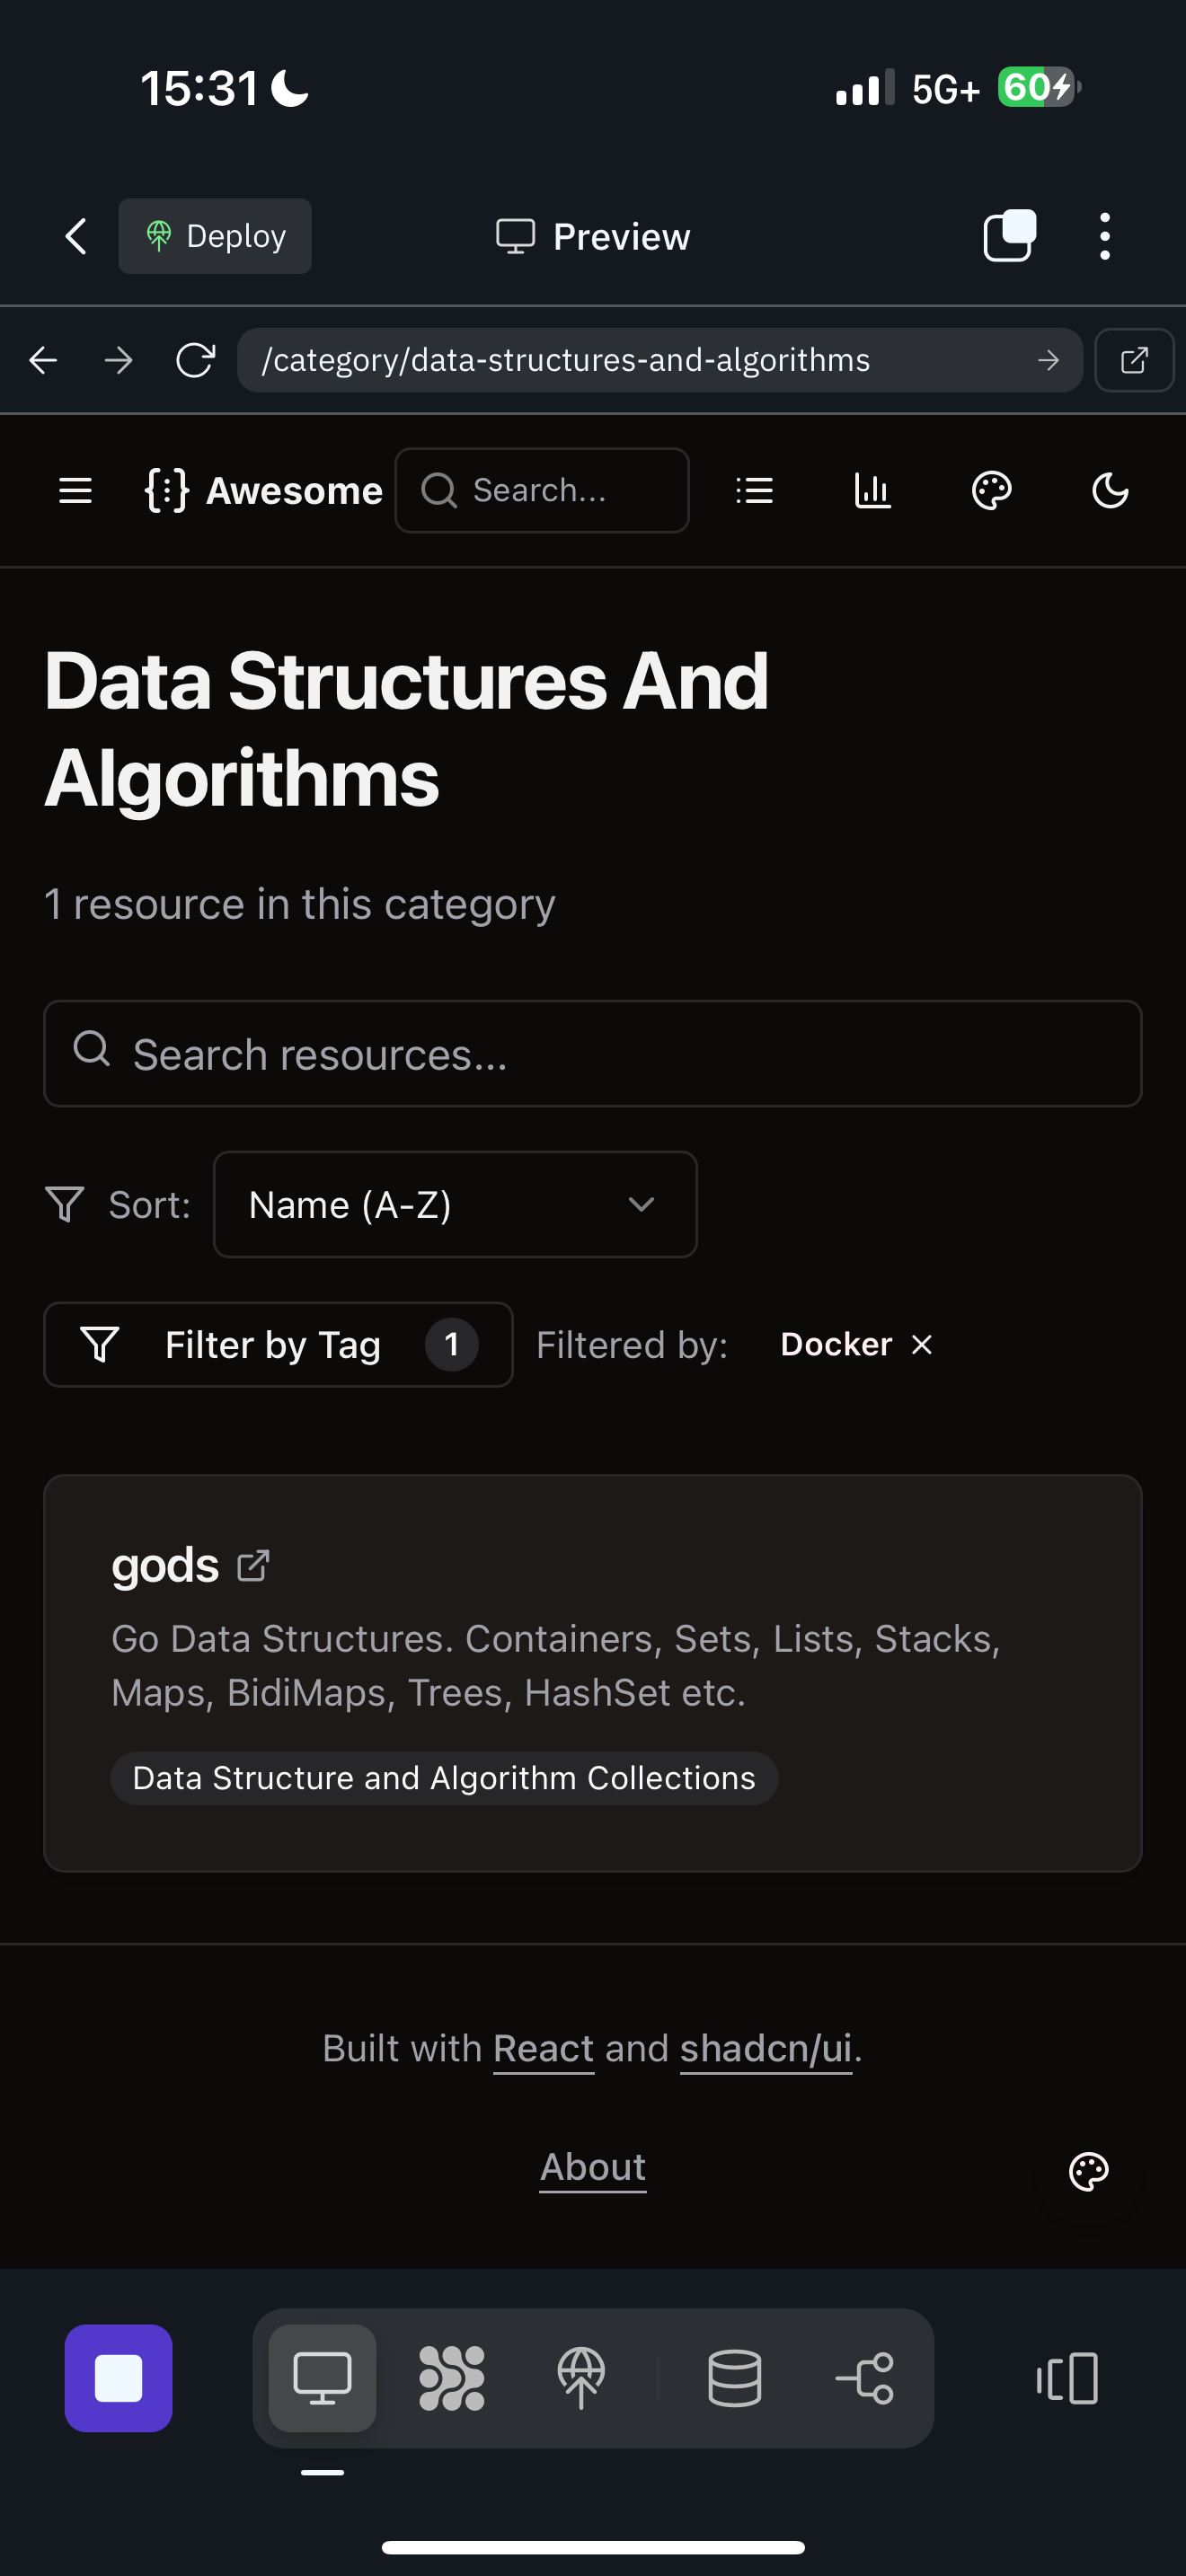 15:31
5G+
60
Deploy
Preview
/category/data-structures-and-algorithms
Awesome
Search...
Data Structures And
Algorithms
1 resource in this category
Search resources...
Sort:
Name (A-Z)
Filter by Tag
1
Filtered by:
Docker
gods
Go Data Structures. Containers, Sets, Lists, Stacks,
Maps, BidiMaps, Trees, HashSet etc.
Data Structure and Algorithm Collections
Built with React and shadcn/ui.
About